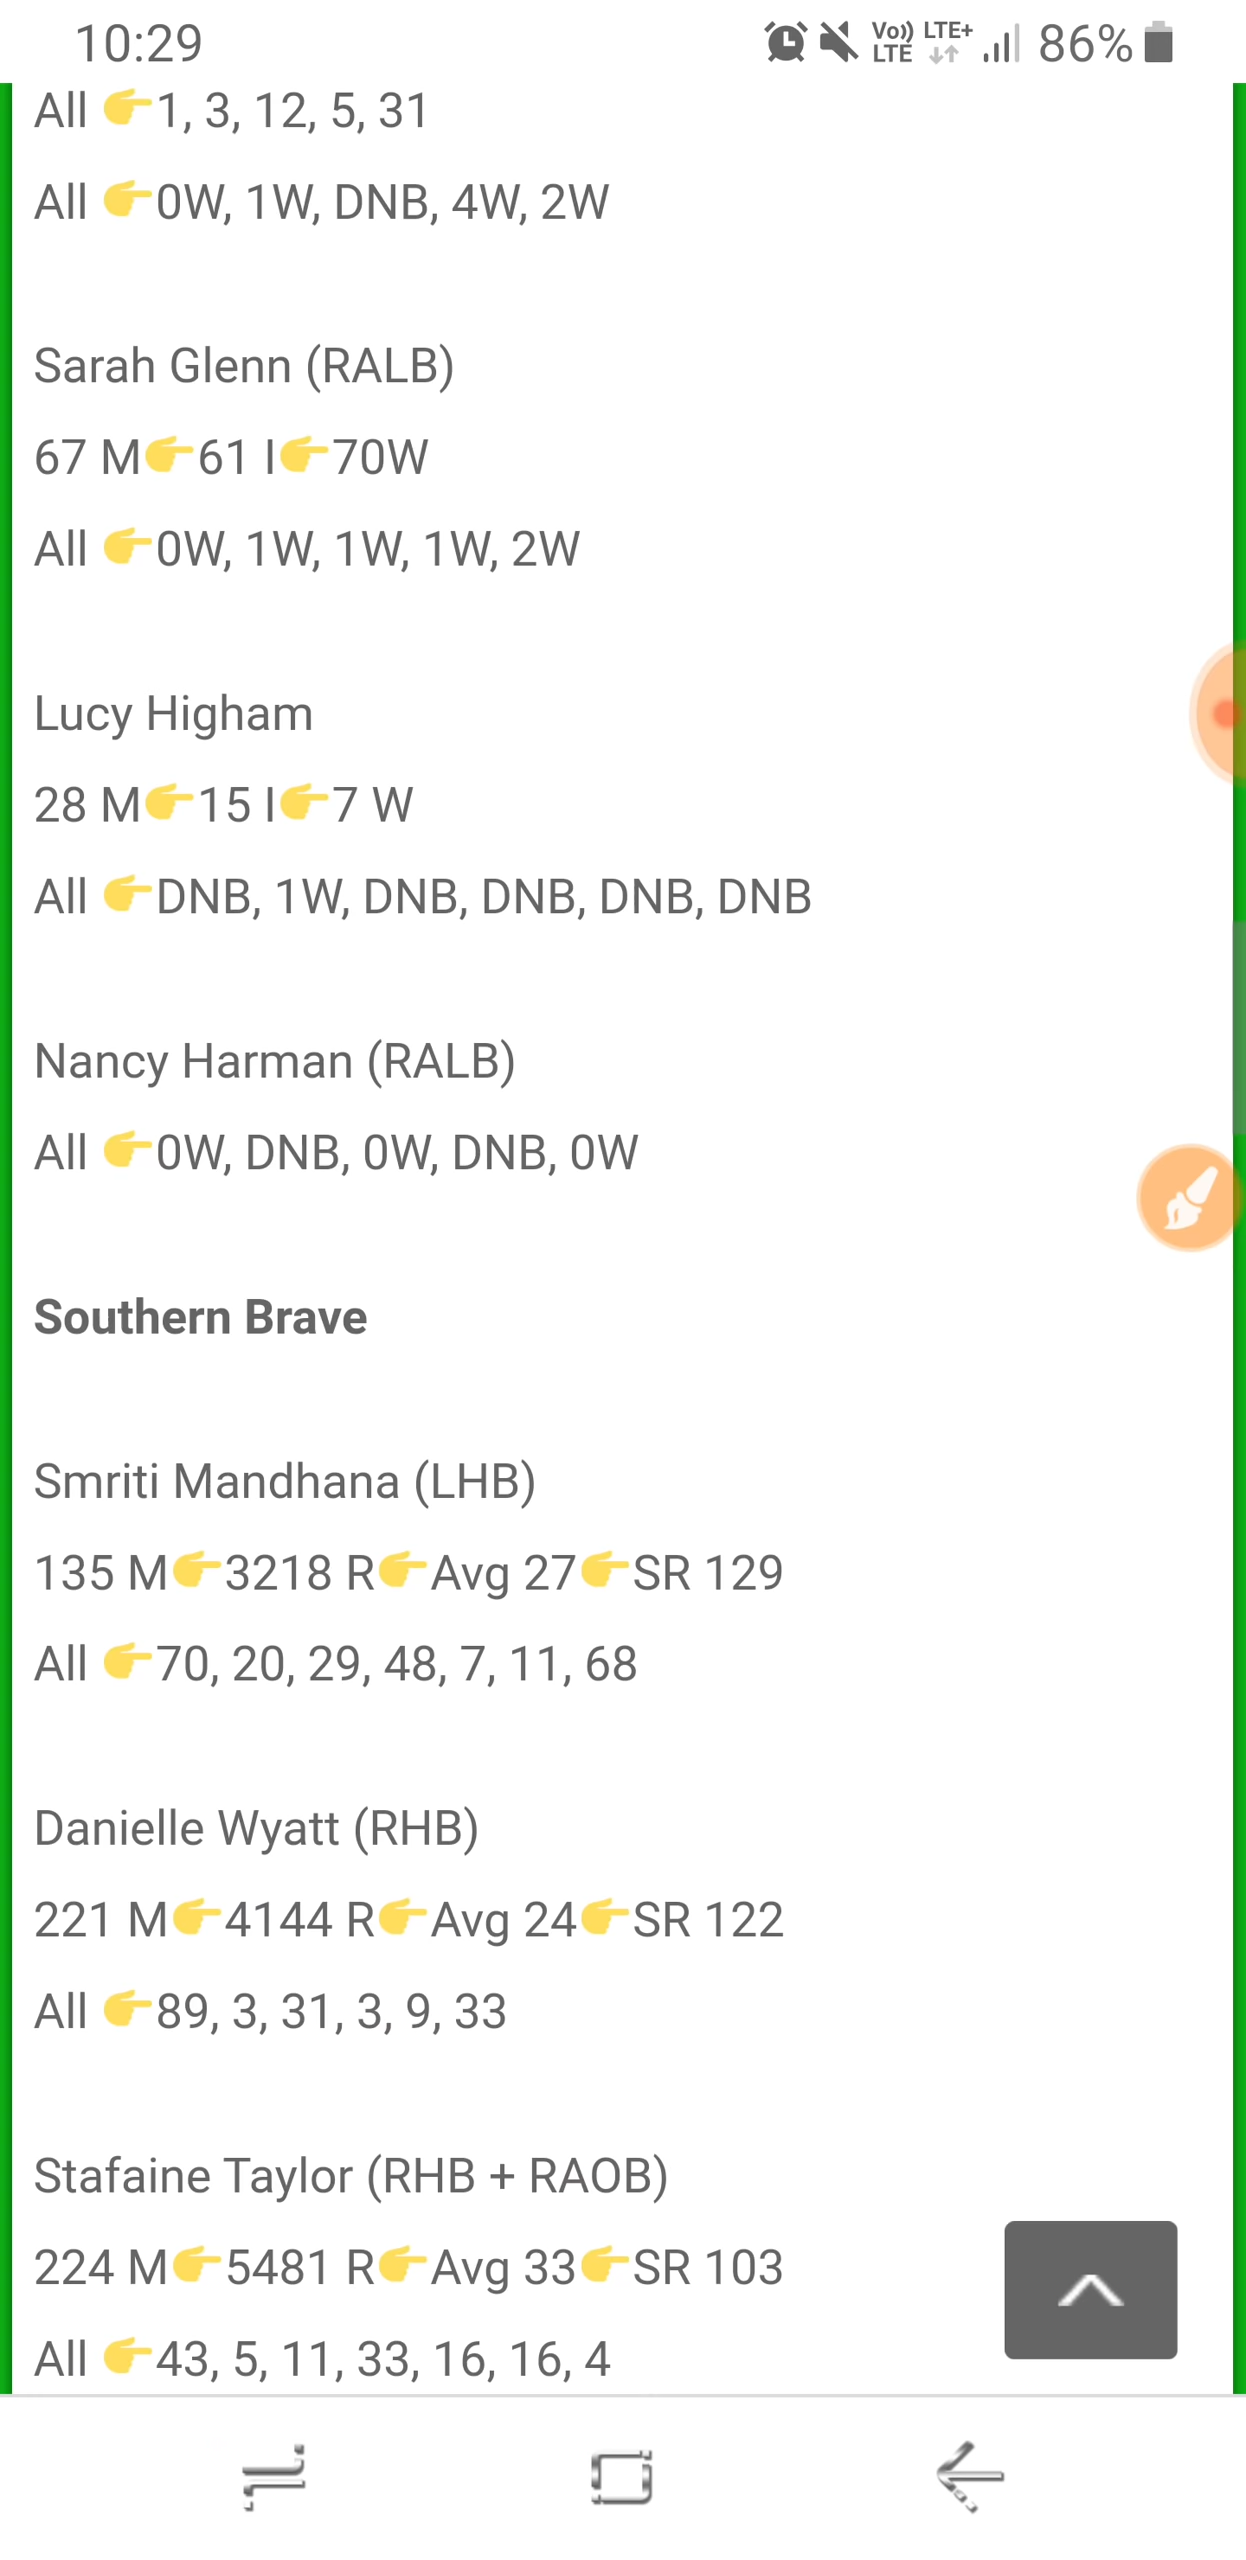 10:29 Vo)) LTE LTE+ 86%
All 👉1, 3, 12, 5, 31
All 👉0W, 1W, DNB, 4W, 2W
Sarah Glenn (RALB)
67 M👉61 I👉70W
All 👉0W, 1W, 1W, 1W, 2W
Lucy Higham
28 M👉15 I👉7 W
All 👉DNB, 1W, DNB, DNB, DNB, DNB
Nancy Harman (RALB)
All 👉0W, DNB, 0W, DNB, 0W
Southern Brave
Smriti Mandhana (LHB)
135 M👉3218 R👉Avg 27👉SR 129
All 👉70, 20, 29, 48, 7, 11, 68
Danielle Wyatt (RHB)
221 M👉4144 R👉Avg 24👉SR 122
All 👉89, 3, 31, 3, 9, 33
Stafaine Taylor (RHB + RAOB)
224 M👉5481 R👉Avg 33👉SR 103
All 👉43, 5, 11, 33, 16, 16, 4